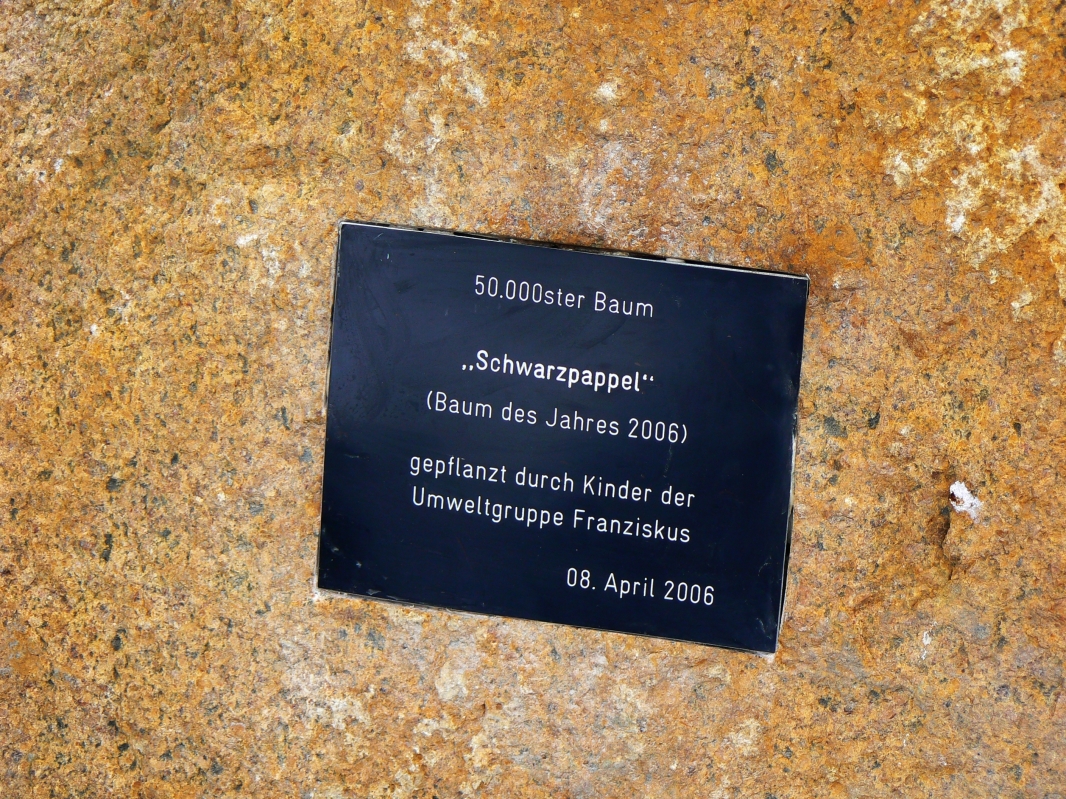 50.000ster Baum
„Schwarzpappel“
(Baum des Jahres 2006)
gepflanzt durch Kinder der
Umweltgruppe Franziskus
08. April 2006